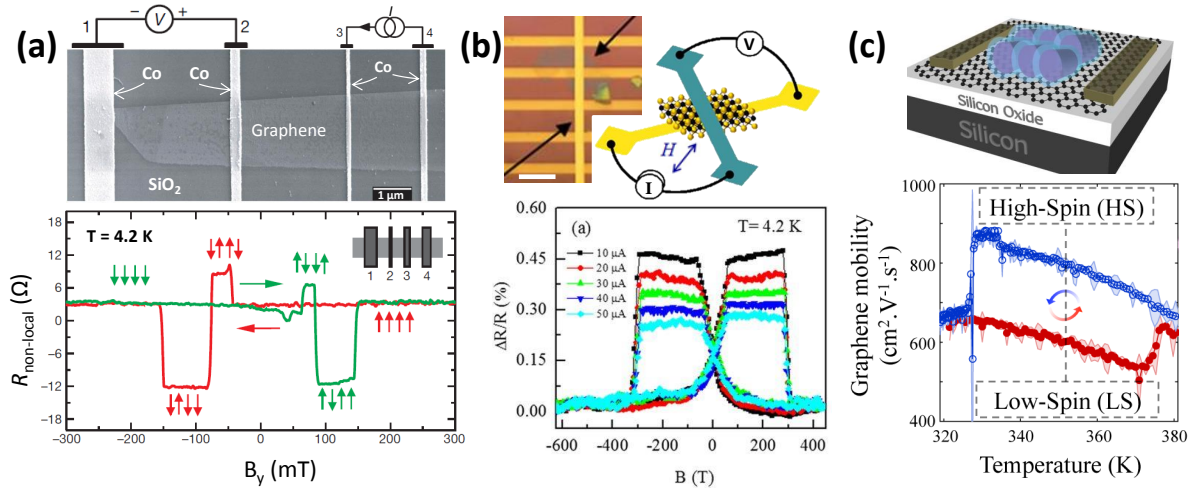 (a)
1
− V +
2
I
3
4
Co
Co
Co
Graphene
SiO2
1 µm
18
12
6
0
−6
−12
−18
R non-local (Ω)
T = 4.2 K
↓↑↑↓
↓↓↓↓
↑↓↓↑
1 2 3 4
↑↑↑↑
↓↑↓↓
↑↓↑↑
−300 −200 −100 0 100 200 300
By (mT)
(b)
V
H
I
0.60
0.45
0.30
0.15
0.00
ΔR/R (%)
(a)
T= 4.2 K
10 µA
20 µA
30 µA
40 µA
50 µA
-600 -400 -200 0 200 400
B (T)
(c)
Silicon Oxide
Silicon
1000
800
600
400
Graphene mobility
(cm2.V-1.s-1)
High-Spin (HS)
Low-Spin (LS)
320 340 360 380
Temperature (K)